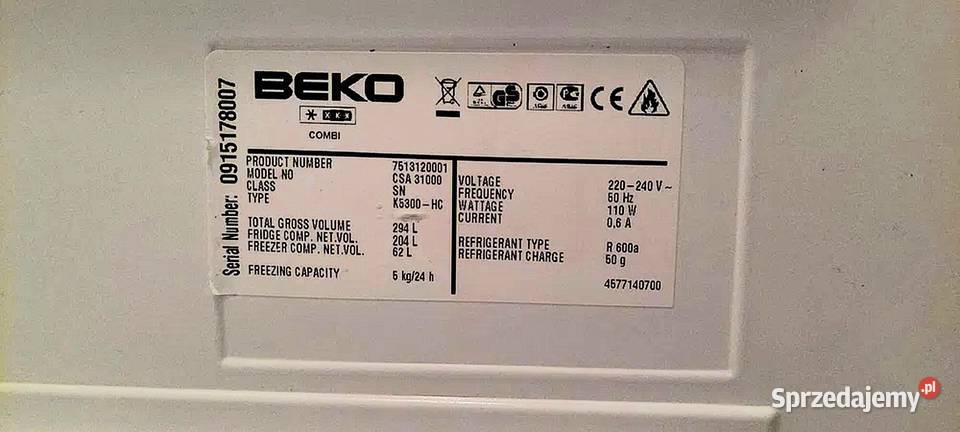 BEKO
COMBI
GS
CE
Serial Number: 0915178007
PRODUCT NUMBER 7513120001
MODEL NO CSA 31000
CLASS SN
TYPE K5300-HC
TOTAL GROSS VOLUME 294 L
FRIDGE COMP. NET.VOL. 204 L
FREEZER COMP. NET.VOL. 62 L
FREEZING CAPACITY 5 kg/24 h
VOLTAGE 220-240 V~
FREQUENCY 50 Hz
WATTAGE 110 W
CURRENT 0,6 A
REFRIGERANT TYPE R 600a
REFRIGERANT CHARGE 50 g
4577140700
Sprzedajemy.pl